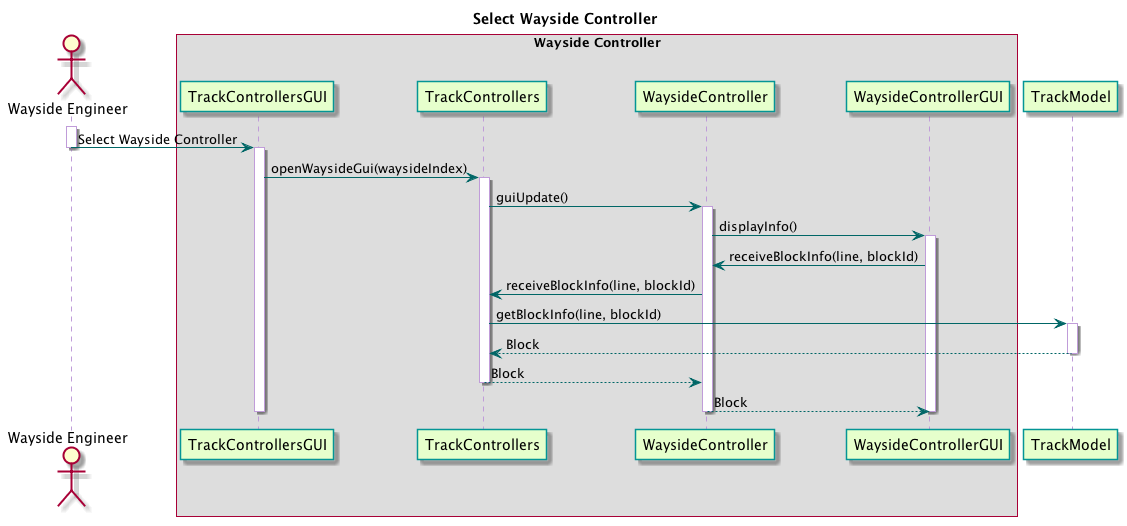 Select Wayside Controller
Wayside Controller
Wayside Engineer
TrackControllersGUI
TrackControllers
WaysideController
WaysideControllerGUI
TrackModel
Select Wayside Controller
openWaysideGui(waysideIndex)
guiUpdate()
displayInfo()
receiveBlockInfo(line, blockId)
receiveBlockInfo(line, blockId)
getBlockInfo(line, blockId)
Block
Block
Block
Wayside Engineer
TrackControllersGUI
TrackControllers
WaysideController
WaysideControllerGUI
TrackModel